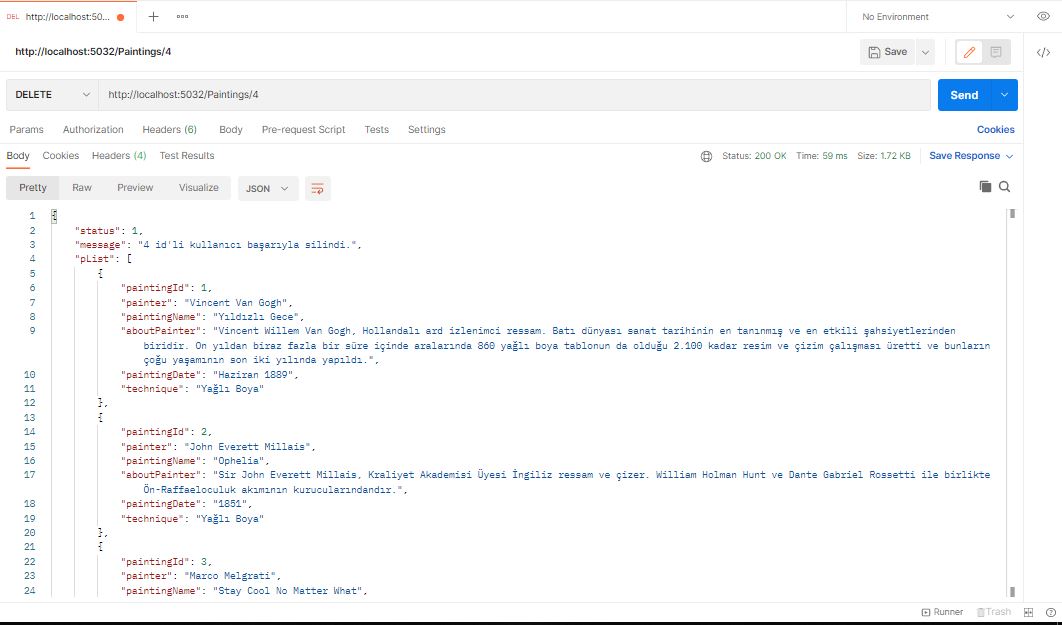 DEL http://localhost:50...
No Environment
http://localhost:5032/Paintings/4
Save
DELETE http://localhost:5032/Paintings/4 Send
Params Authorization Headers (6) Body Pre-request Script Tests Settings Cookies
Body Cookies Headers (4) Test Results Status: 200 OK Time: 59 ms Size: 1.72 KB Save Response
Pretty Raw Preview Visualize JSON
1 {
2 "status": 1,
3 "message": "4 id'li kullanıcı başarıyla silindi.",
4 "pList": [
5 {
6 "paintingId": 1,
7 "painter": "Vincent Van Gogh",
8 "paintingName": "Yıldızlı Gece",
9 "aboutPainter": "Vincent Willem Van Gogh, Hollandalı ard izlenimci ressam. Batı dünyası sanat tarihinin en tanınmış ve en etkili şahsiyetlerinden
biridir. On yıldan biraz fazla bir süre içinde aralarında 860 yağlı boya tablonun da olduğu 2.100 kadar resim ve çizim çalışması üretti ve bunların
çoğu yaşamının son iki yılında yapıldı.",
10 "paintingDate": "Haziran 1889",
11 "technique": "Yağlı Boya"
12 },
13 {
14 "paintingId": 2,
15 "painter": "John Everett Millais",
16 "paintingName": "Ophelia",
17 "aboutPainter": "Sir John Everett Millais, Kraliyet Akademisi Üyesi İngiliz ressam ve çizer. William Holman Hunt ve Dante Gabriel Rossetti ile birlikte
Ön-Raffaeloculuk akımının kurucularındandır.",
18 "paintingDate": "1851",
19 "technique": "Yağlı Boya"
20 },
21 {
22 "paintingId": 3,
23 "painter": "Marco Melgrati",
24 "paintingName": "Stay Cool No Matter What",
Runner Trash